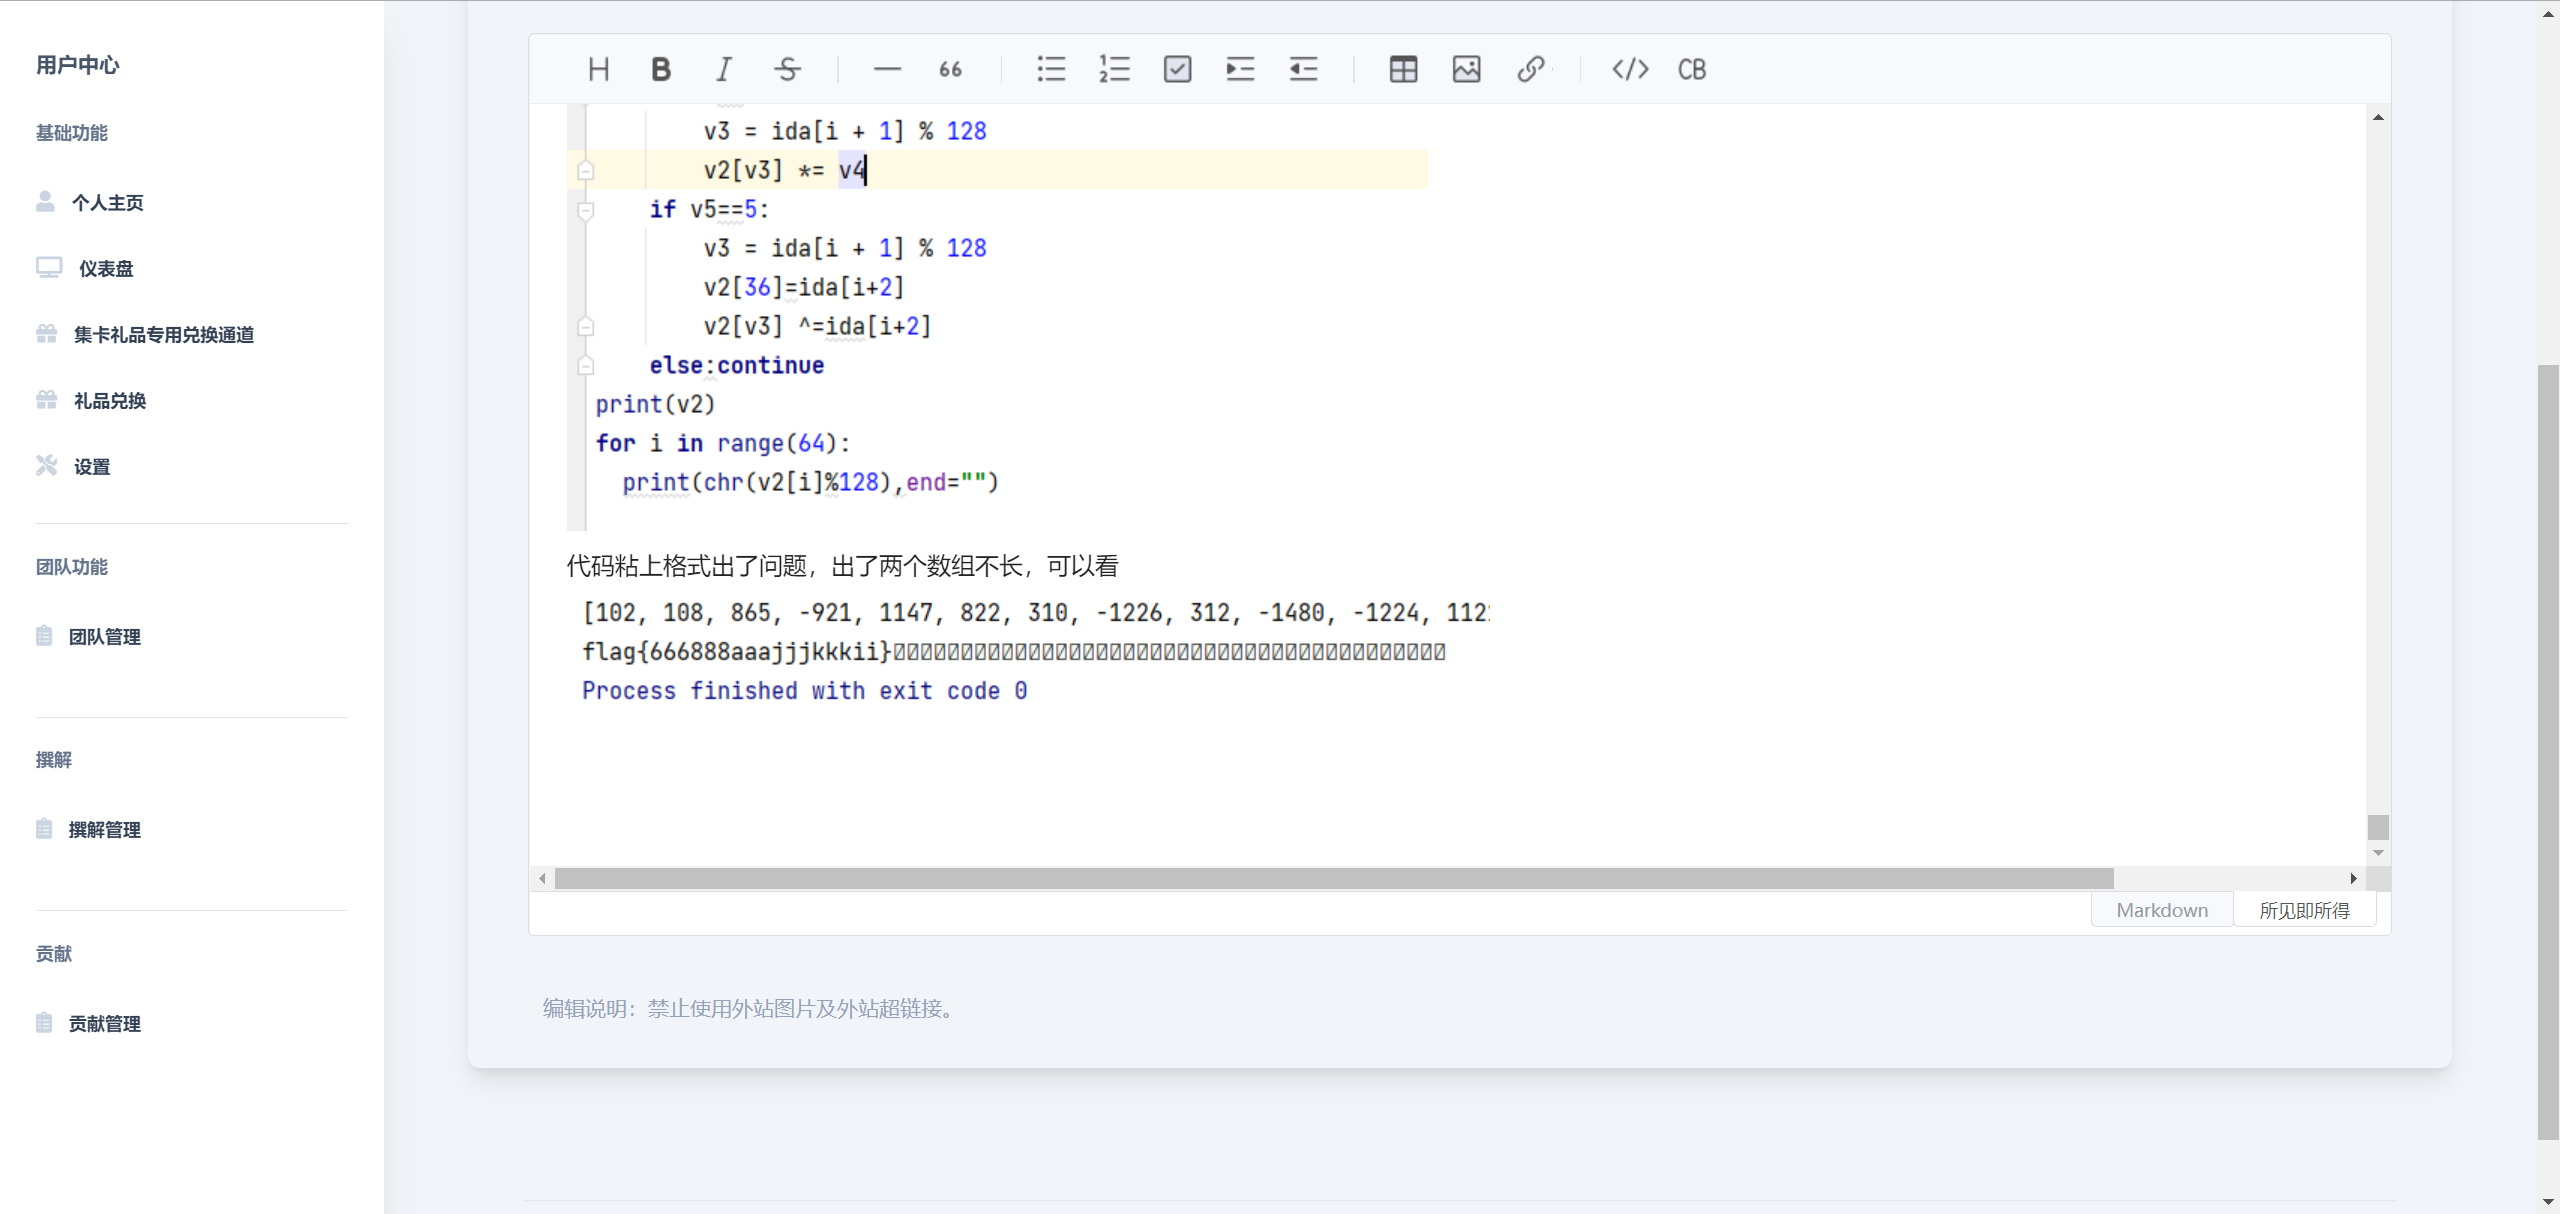 用户中心
基础功能
个人主页
仪表盘
集卡礼品专用兑换通道
礼品兑换
设置
团队功能
团队管理
撰解
撰解管理
贡献
贡献管理
H B I S 66 CB
v3 = ida[i + 1] % 128
v2[v3] *= v4
if v5==5:
v3 = ida[i + 1] % 128
v2[36]=ida[i+2]
v2[v3] ^=ida[i+2]
else:continue
print(v2)
for i in range(64):
print(chr(v2[i]%128),end="")
代码粘上格式出了问题，出了两个数组不长，可以看
[102, 108, 865, -921, 1147, 822, 310, -1226, 312, -1480, -1224, 112
flag{666888aaajjjkkkii}
Process finished with exit code 0
Markdown 所见即所得
编辑说明：禁止使用外站图片及外站超链接。